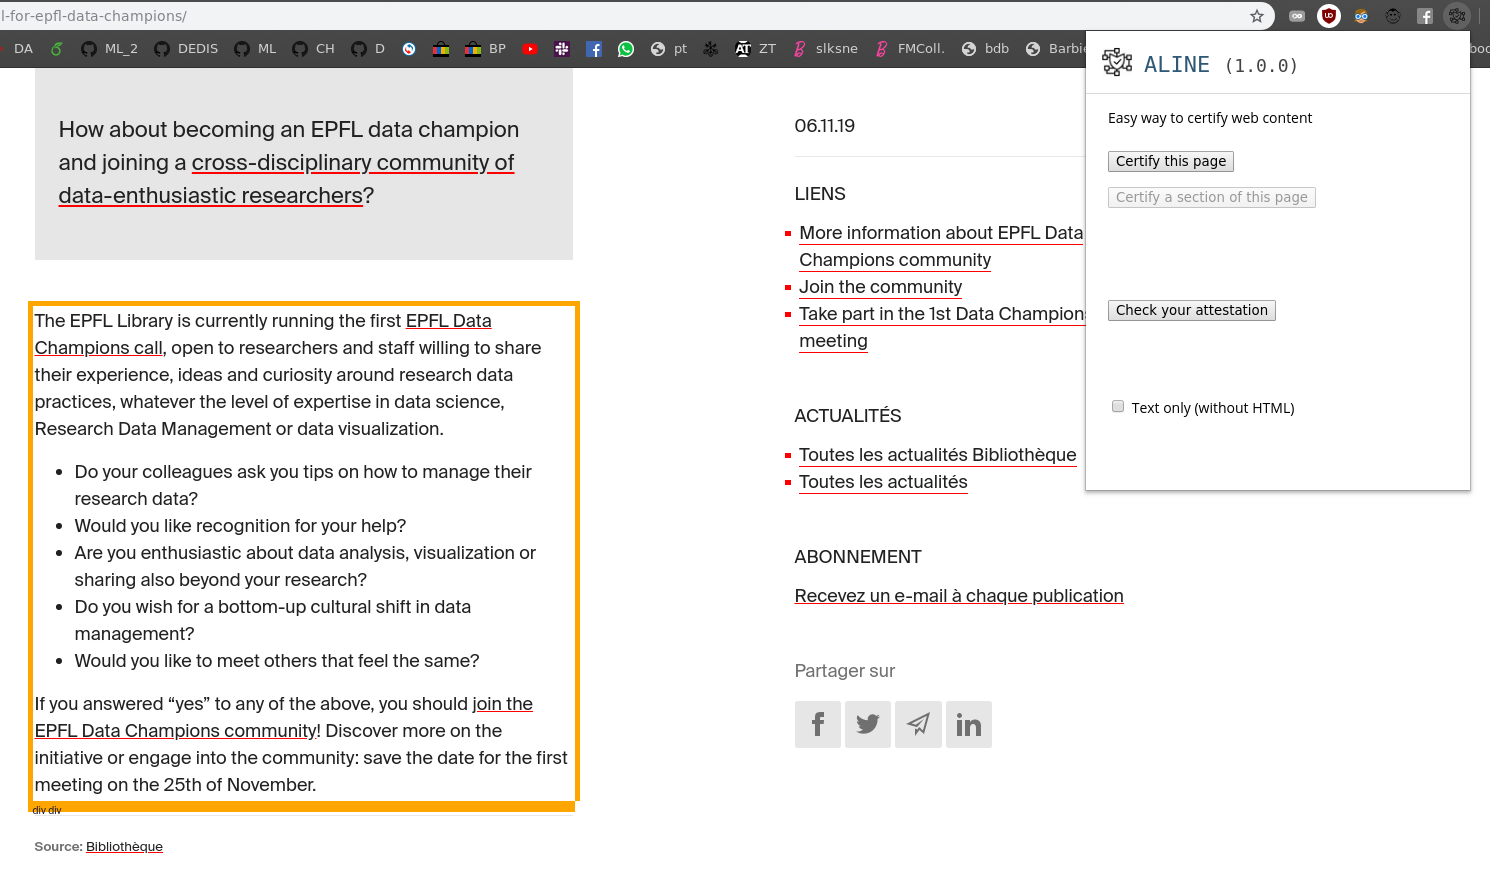 l-for-epfl-data-champions/
DA
ML_2
DEDIS
ML
CH
D
BP
pt
AT ZT
slksne
FMColl.
bdb
Barbie
boo
ALINE (1.0.0)
Easy way to certify web content
Certify this page
Certify a section of this page
Check your attestation
Text only (without HTML)
How about becoming an EPFL data champion
and joining a cross-disciplinary community of
data-enthusiastic researchers?
The EPFL Library is currently running the first EPFL Data
Champions call, open to researchers and staff willing to share
their experience, ideas and curiosity around research data
practices, whatever the level of expertise in data science,
Research Data Management or data visualization.
• Do your colleagues ask you tips on how to manage their
research data?
• Would you like recognition for your help?
• Are you enthusiastic about data analysis, visualization or
sharing also beyond your research?
• Do you wish for a bottom-up cultural shift in data
management?
• Would you like to meet others that feel the same?
If you answered “yes” to any of the above, you should join the
EPFL Data Champions community! Discover more on the
initiative or engage into the community: save the date for the first
meeting on the 25th of November.
div div
Source: Bibliothèque
06.11.19
LIENS
More information about EPFL Data
Champions community
Join the community
Take part in the 1st Data Champions
meeting
ACTUALITÉS
Toutes les actualités Bibliothèque
Toutes les actualités
ABONNEMENT
Recevez un e-mail à chaque publication
Partager sur